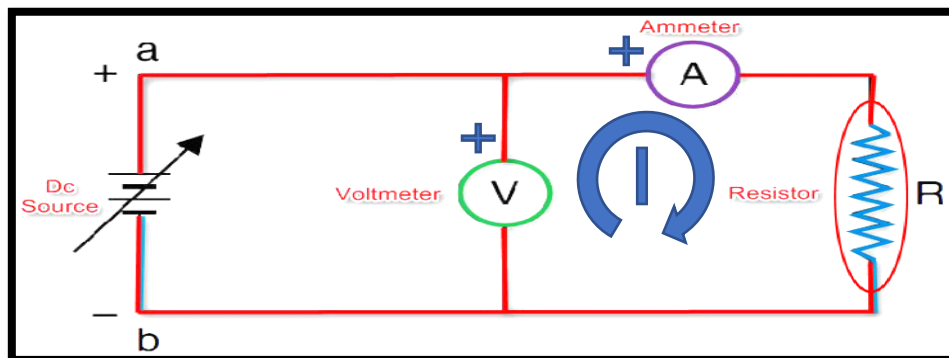 Ammeter
a
+
+
A
+
Dc
Source
Voltmeter
V
I
Resistor
R
−
b